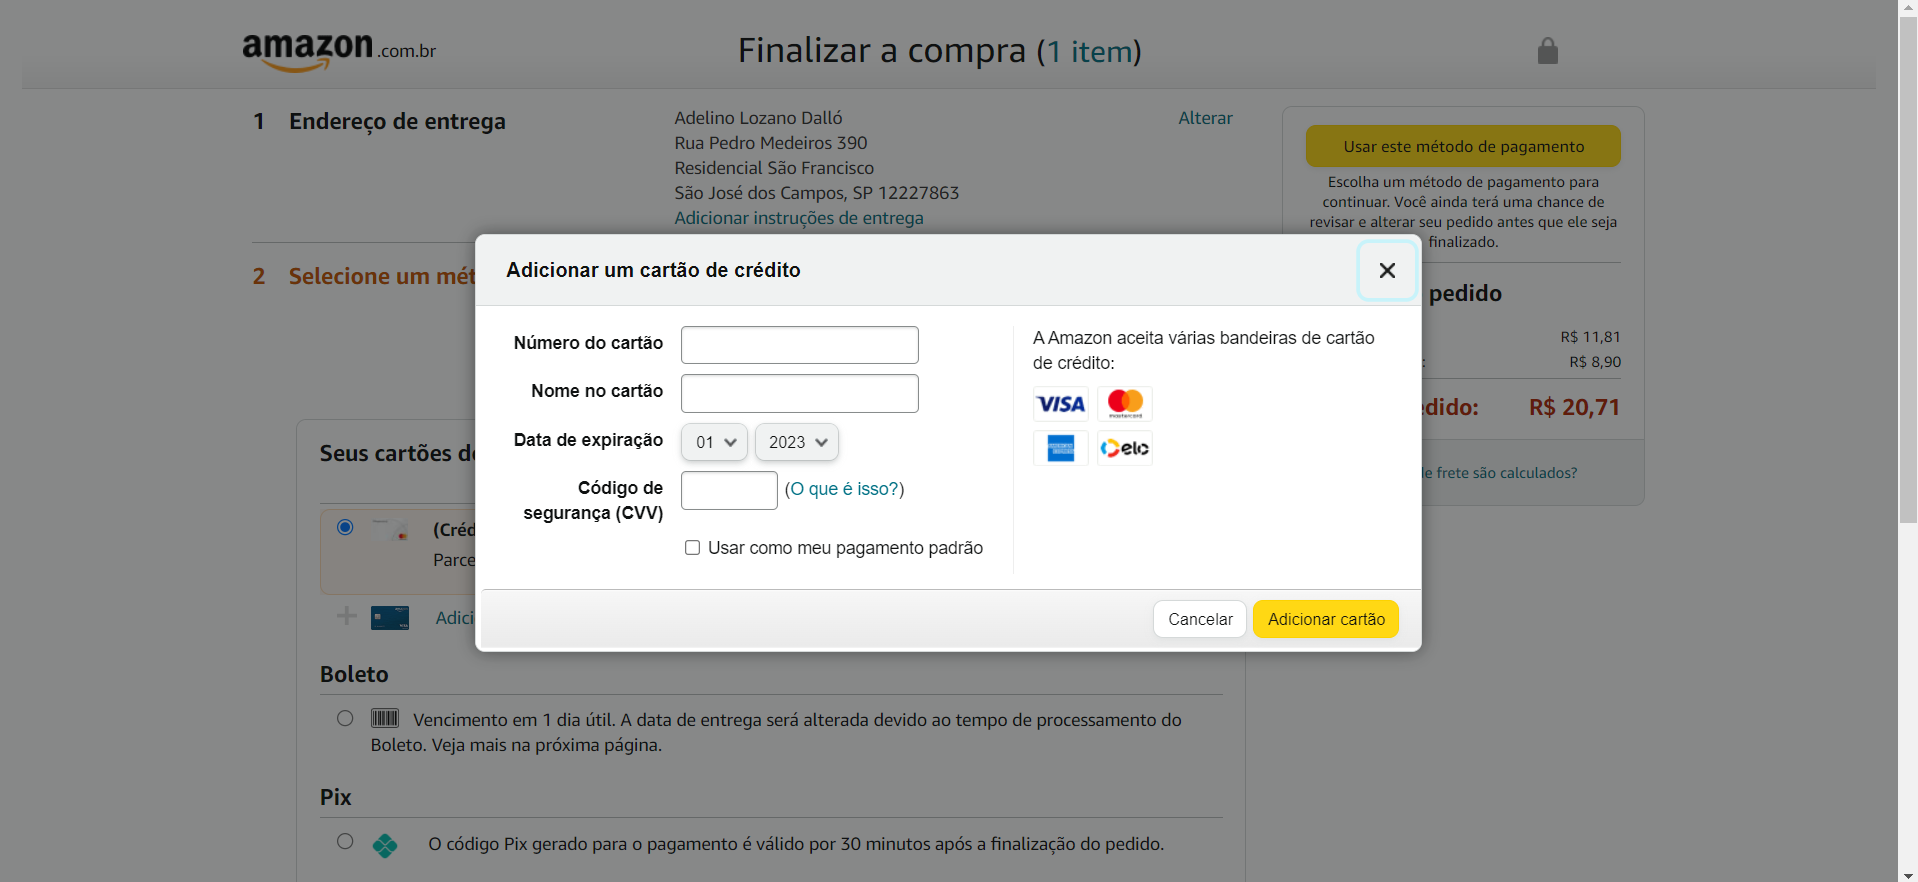 amazon.com.br
Finalizar a compra (1 item)
1 Endereço de entrega
Adelino Lozano Dalló
Rua Pedro Medeiros 390
Residencial São Francisco
São José dos Campos, SP 12227863
Adicionar instruções de entrega
Alterar
Usar este método de pagamento
Escolha um método de pagamento para
continuar. Você ainda terá uma chance de
revisar e alterar seu pedido antes que ele seja
finalizado.
2 Selecione um mét
pedido
R$ 11,81
R$ 8,90
edido: R$ 20,71
de frete são calculados?
Adicionar um cartão de crédito
Número do cartão
Nome no cartão
Data de expiração 01 2023
Código de
segurança (CVV)
(O que é isso?)
Usar como meu pagamento padrão
A Amazon aceita várias bandeiras de cartão
de crédito:
VISA mastercard
AMERICAN EXPRESS elo
Cancelar Adicionar cartão
Seus cartões de
(Créd
Parce
Adici
Boleto
Vencimento em 1 dia útil. A data de entrega será alterada devido ao tempo de processamento do
Boleto. Veja mais na próxima página.
Pix
O código Pix gerado para o pagamento é válido por 30 minutos após a finalização do pedido.